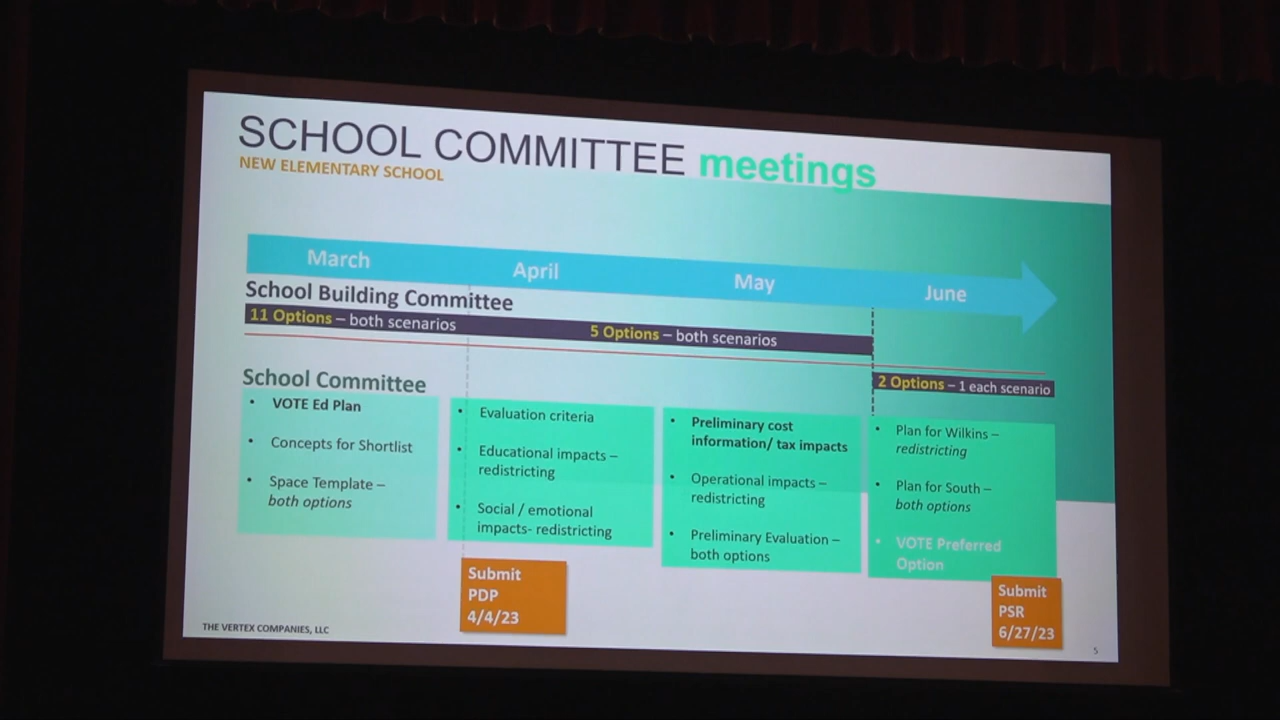 SCHOOL COMMITTEE meetings
NEW ELEMENTARY SCHOOL
March April May June
School Building Committee
11 Options – both scenarios 5 Options – both scenarios
2 Options – 1 each scenario
School Committee
• VOTE Ed Plan
• Concepts for Shortlist
• Space Template –
both options
• Evaluation criteria
• Educational impacts –
redistricting
• Social / emotional
impacts- redistricting
• Preliminary cost
information/ tax impacts
• Operational impacts –
redistricting
• Preliminary Evaluation –
both options
• Plan for Wilkins –
redistricting
• Plan for South –
both options
• VOTE Preferred
Option
Submit
PDP
4/4/23
Submit
PSR
6/27/23
THE VERTEX COMPANIES, LLC
5